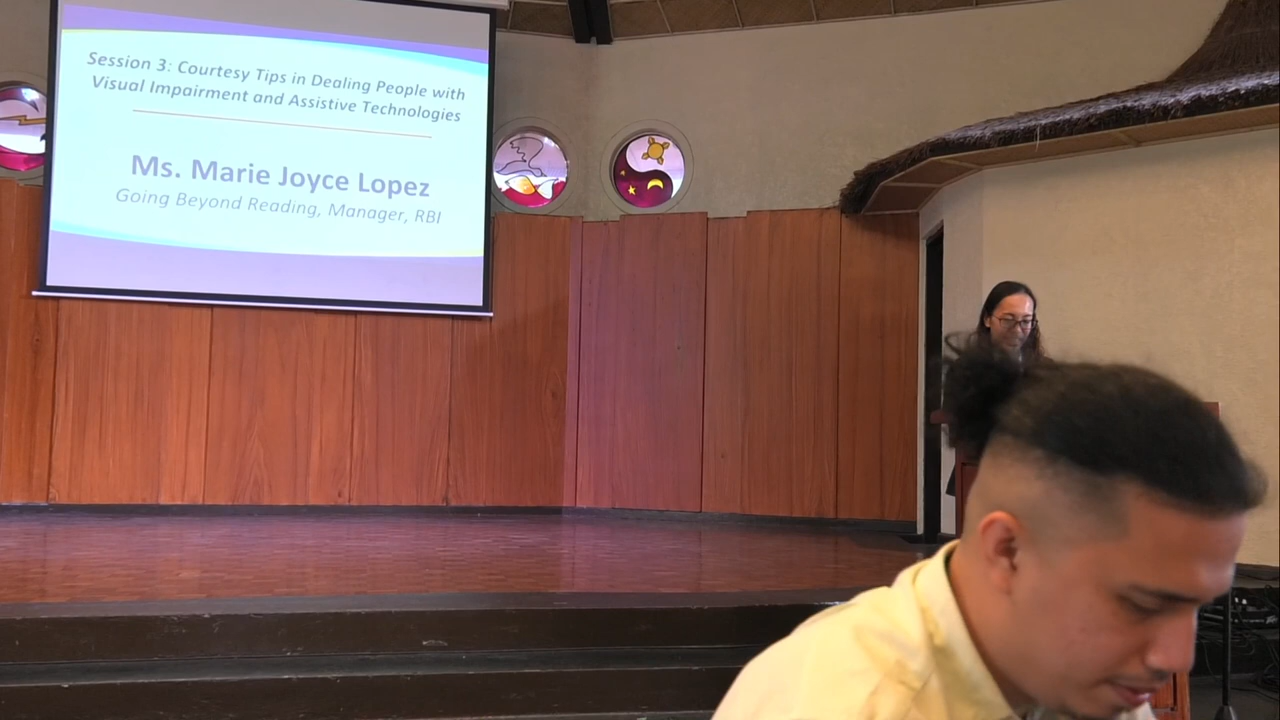 Session 3: Courtesy Tips in Dealing People with
Visual Impairment and Assistive Technologies
Ms. Marie Joyce Lopez
Going Beyond Reading, Manager, RBI